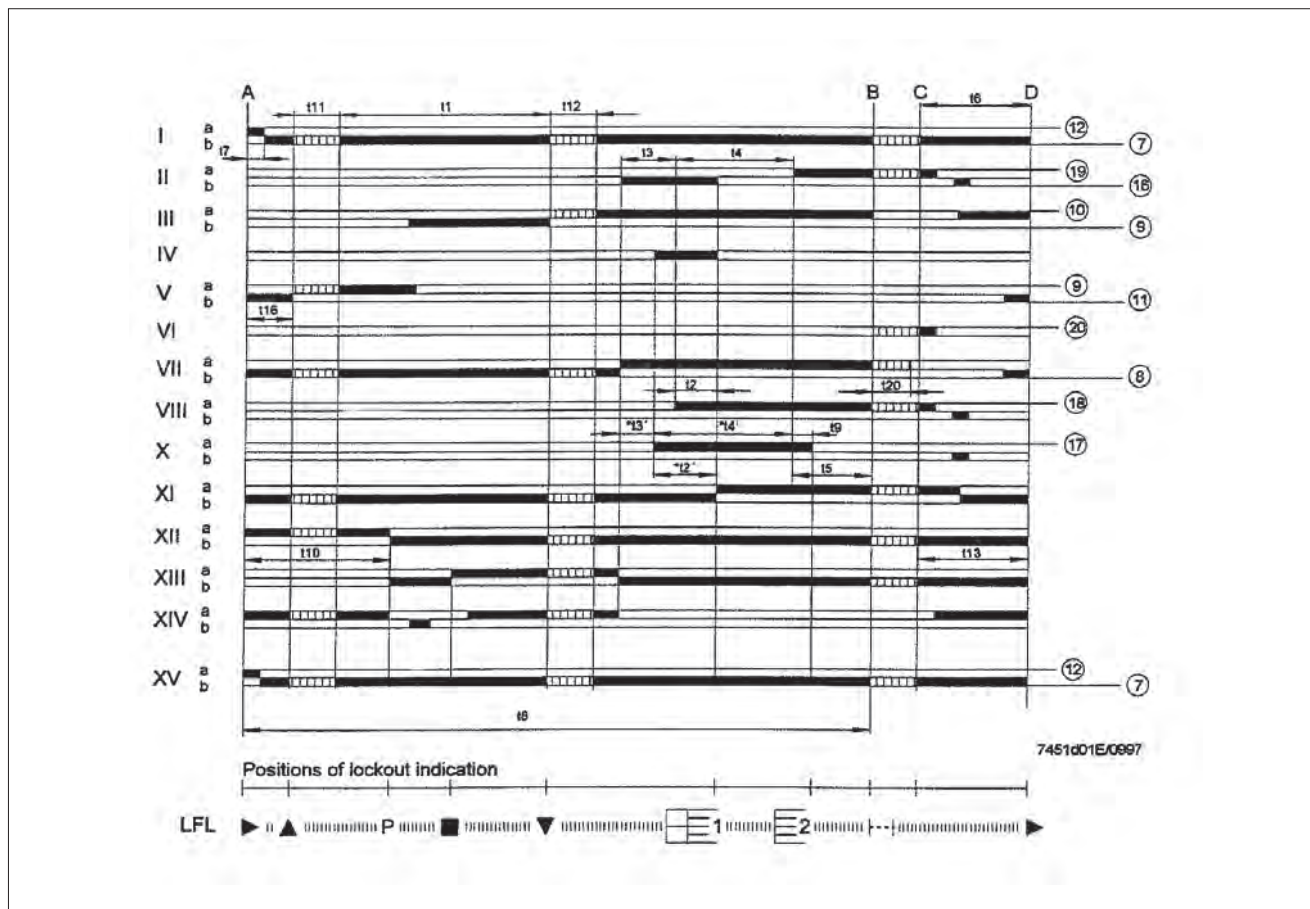 A B C D
t11 t1 t12 t6
I a b ⑫ ⑦
t7 t3 t4
II a b ⑲ ⑯
III a b ⑩ ⑨
IV
V a b ⑨ ⑪
t16
VI ⑳
VII a b ⑧
t2 t20
VIII a b ⑱
"t3' "t4' t9
X a b ⑰
"t2' t5
XI a b
XII a b
t10 t13
XIII a b
XIV a b
XV a b ⑫ ⑦
t8
7451d01E/0997
Positions of lockout indication
LFL ▶ ▲ P ■ ▼ 1 2 ▶